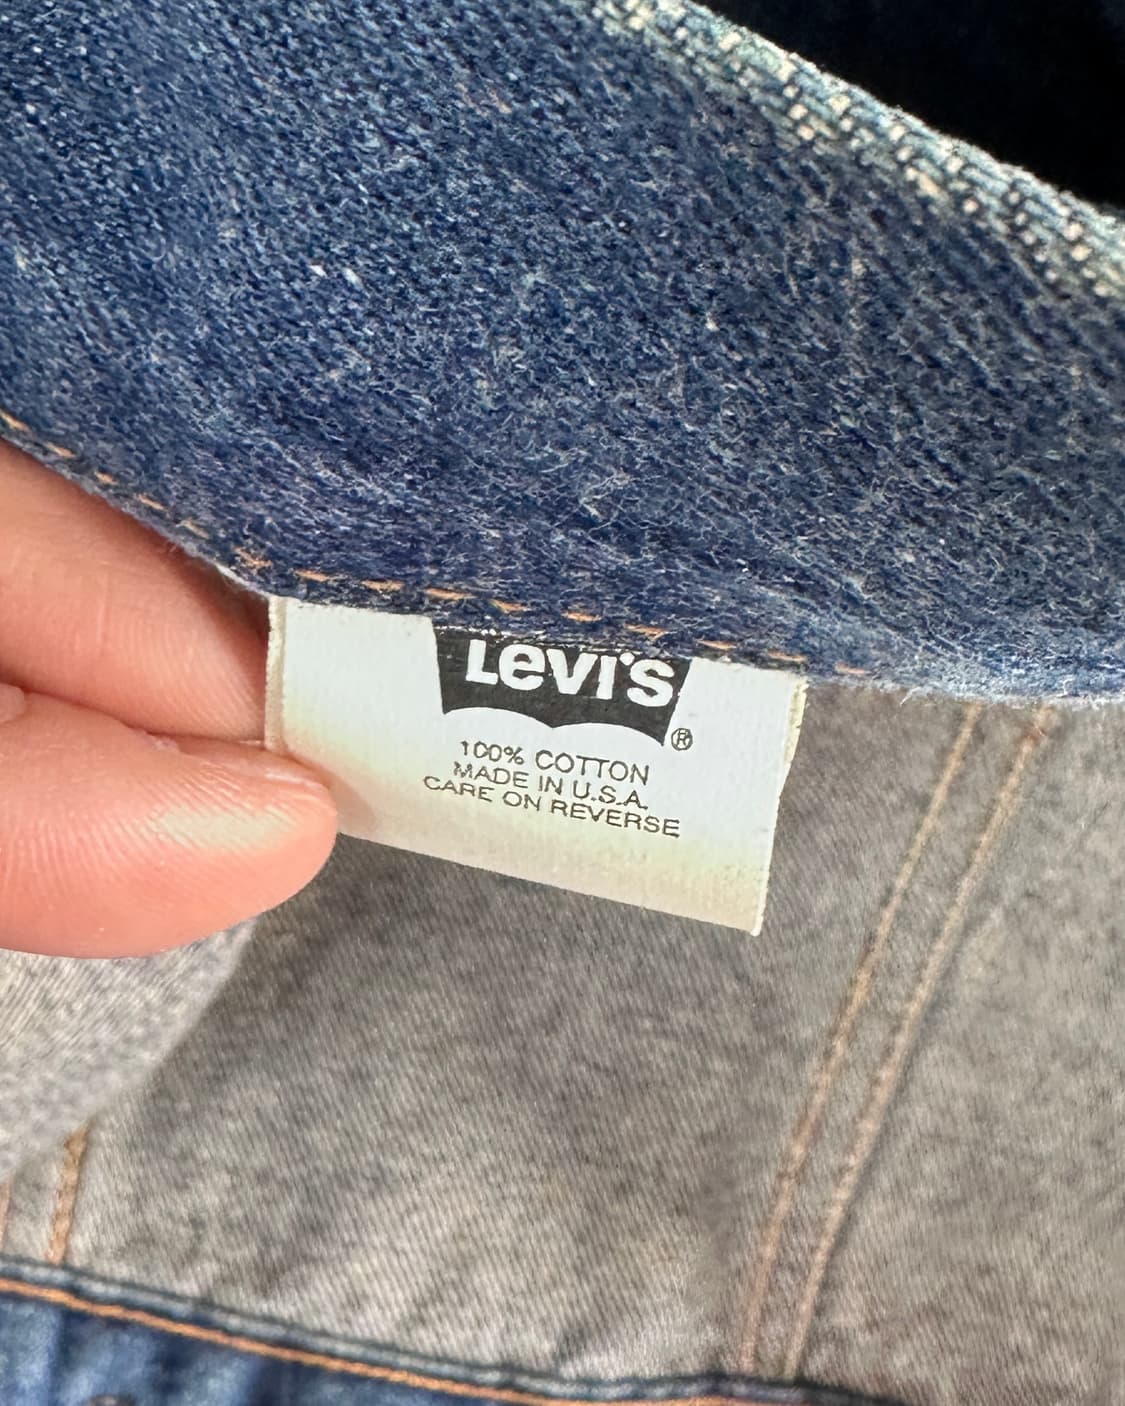 Levi's
®
100% COTTON
MADE IN U.S.A.
CARE ON REVERSE